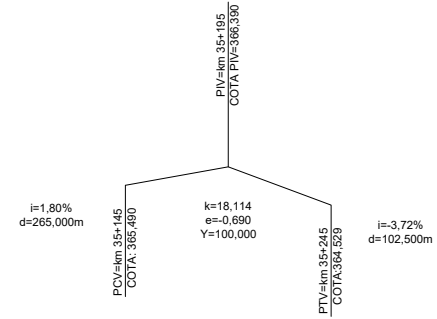 PIV=km 35+195
COTA PIV=366,390
i=1,80%
d=265,000m
PCV=km 35+145
COTA: 365,490
k=18,114
e=-0,690
Y=100,000
PTV=km 35+245
COTA:364,529
i=-3,72%
d=102,500m